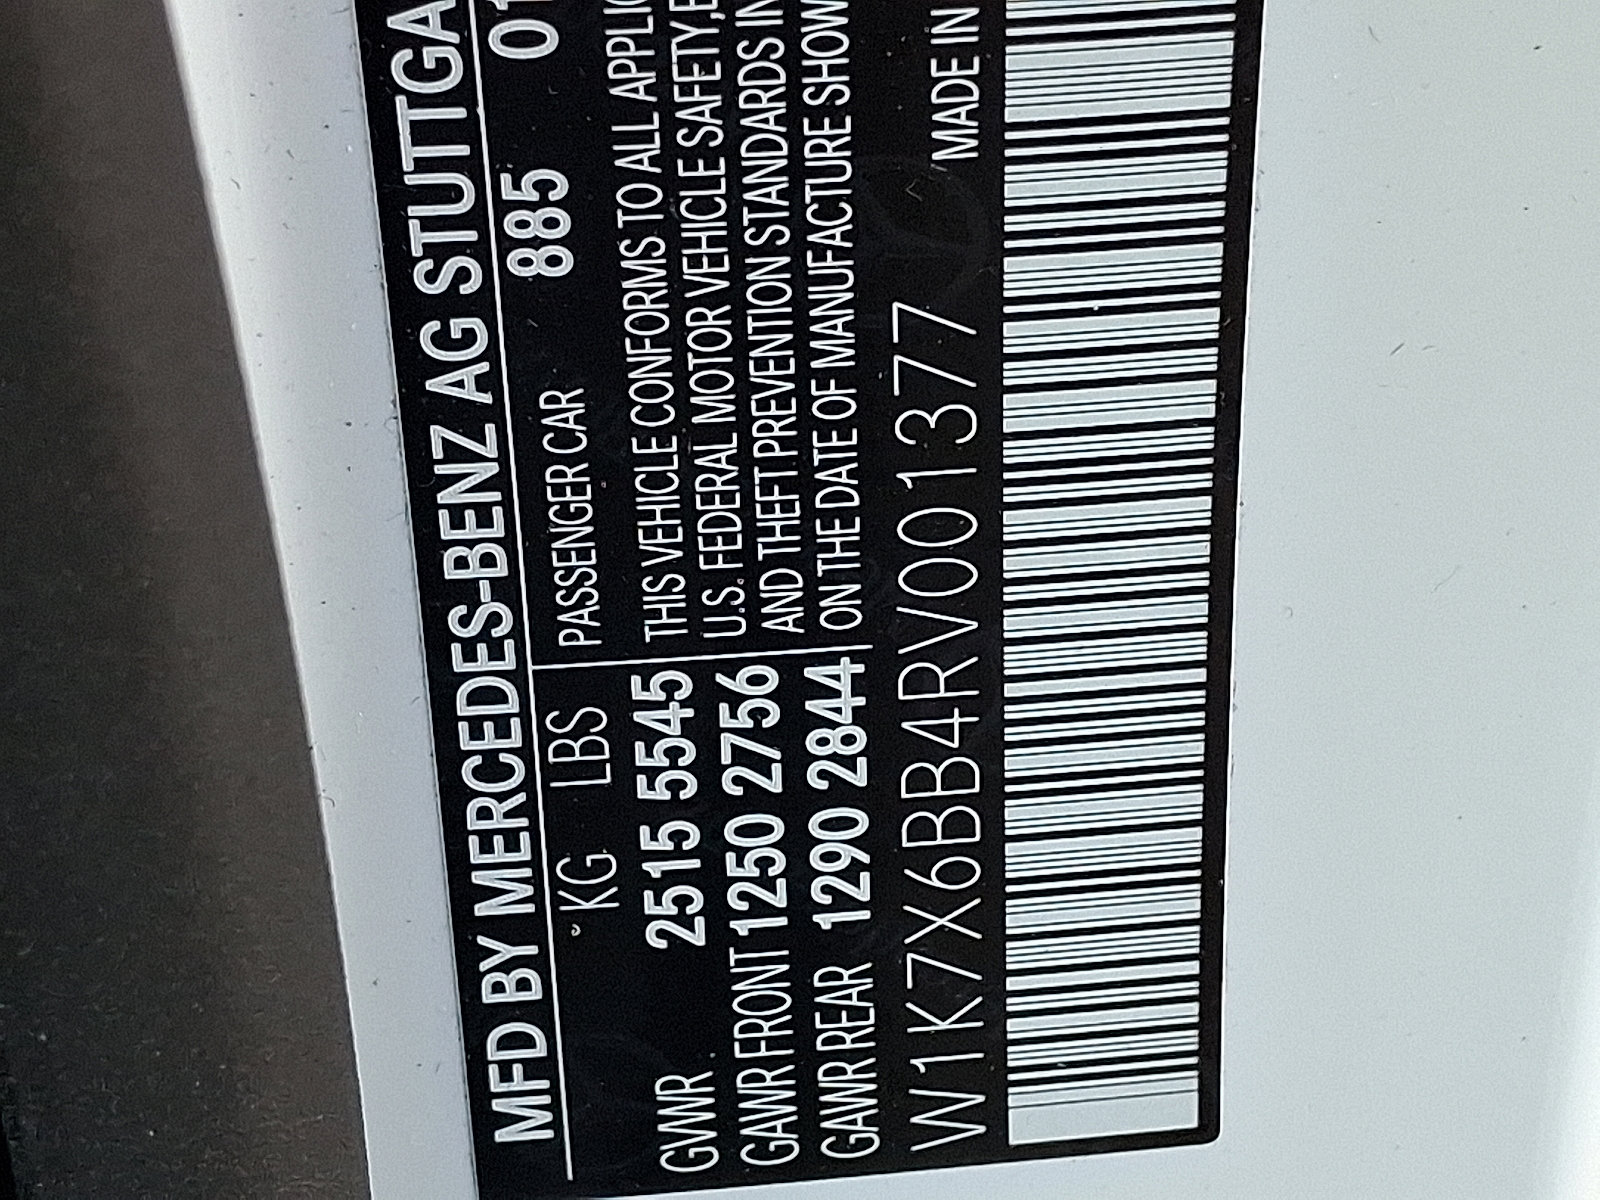 MFD BY MERCEDES-BENZ AG STUTTGA
KG LBS PASSENGER CAR 885 01
GVWR 2515 5545 THIS VEHICLE CONFORMS TO ALL APPLIC
GAWR FRONT 1250 2756 U.S. FEDERAL MOTOR VEHICLE SAFETY,
AND THEFT PREVENTION STANDARDS IN
GAWR REAR 1290 2844 ON THE DATE OF MANUFACTURE SHOW
W1K7X6BB4RV001377 MADE IN